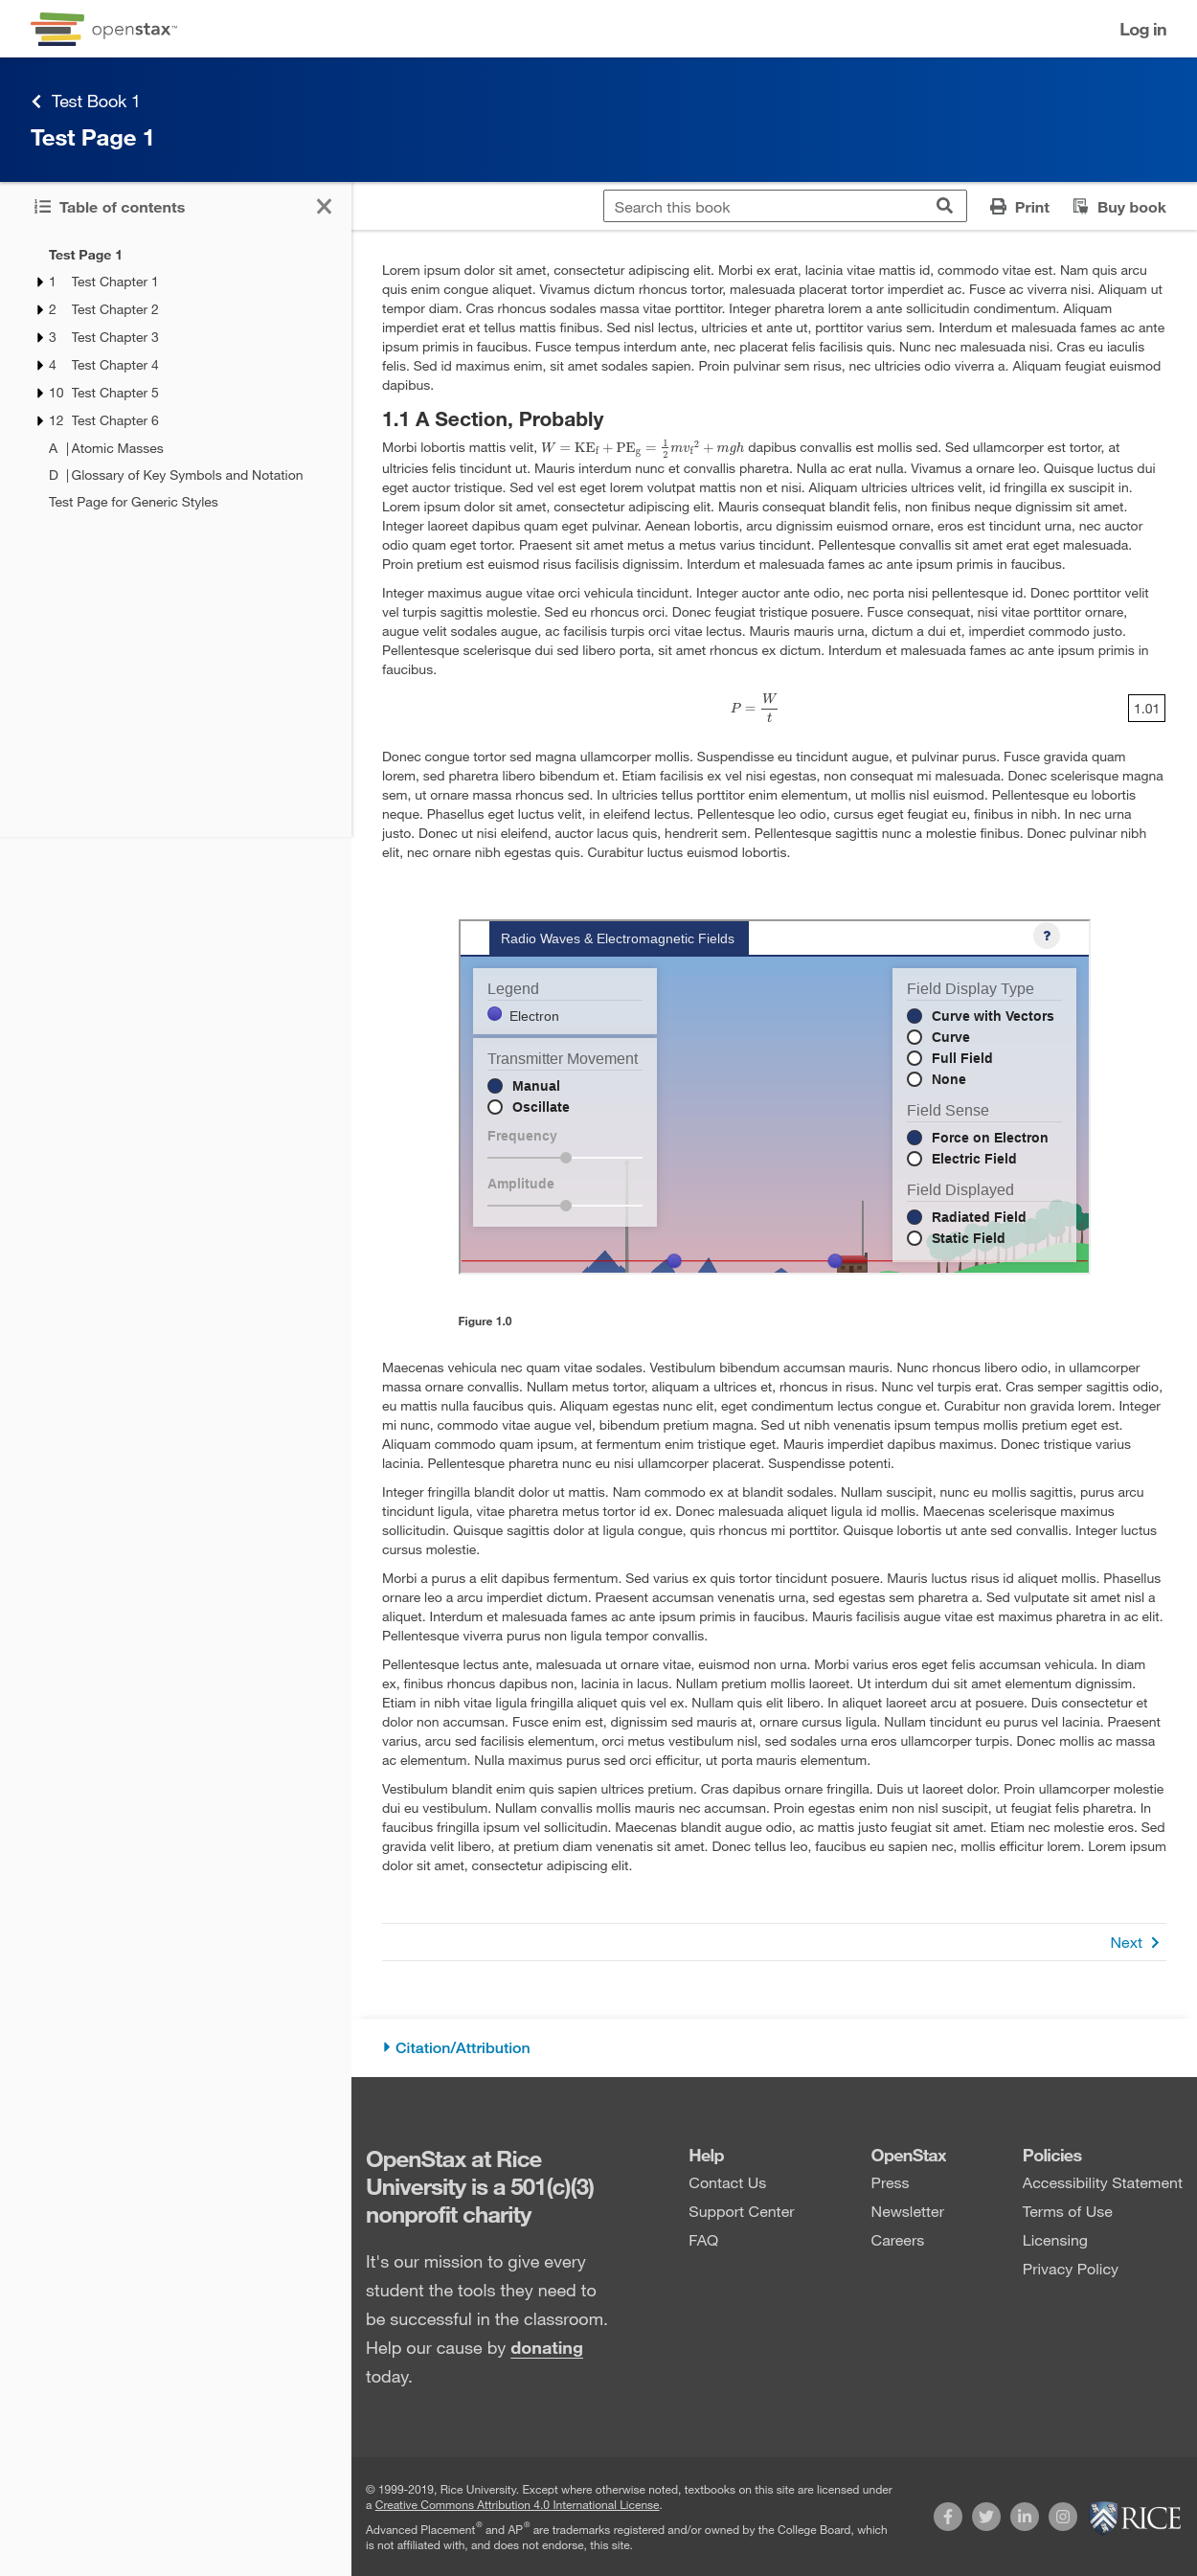 openstax™
Log in
Test Book 1
Test Page 1
Table of contents
Search this book
Print
Buy book
Test Page 1
1 Test Chapter 1
2 Test Chapter 2
3 Test Chapter 3
4 Test Chapter 4
10 Test Chapter 5
12 Test Chapter 6
A | Atomic Masses
D | Glossary of Key Symbols and Notation
Test Page for Generic Styles
Lorem ipsum dolor sit amet, consectetur adipiscing elit. Morbi ex erat, lacinia vitae mattis id, commodo vitae est. Nam quis arcu
quis enim congue aliquet. Vivamus dictum rhoncus tortor, malesuada placerat tortor imperdiet ac. Fusce ac viverra nisi. Aliquam ut
tempor diam. Cras rhoncus sodales massa vitae porttitor. Integer pharetra lorem a ante sollicitudin condimentum. Aliquam
imperdiet erat et tellus mattis finibus. Sed nisl lectus, ultricies et ante ut, porttitor varius sem. Interdum et malesuada fames ac ante
ipsum primis in faucibus. Fusce tempus interdum ante, nec placerat felis facilisis quis. Nunc nec malesuada nisi. Cras eu iaculis
felis. Sed id maximus enim, sit amet sodales sapien. Proin pulvinar sem risus, nec ultricies odio viverra a. Aliquam feugiat euismod
dapibus.
1.1 A Section, Probably
Morbi lobortis mattis velit, W = KE_f + PE_g = 1/2 mv_f² + mgh dapibus convallis est mollis sed. Sed ullamcorper est tortor, at
ultricies felis tincidunt ut. Mauris interdum nunc et convallis pharetra. Nulla ac erat nulla. Vivamus a ornare leo. Quisque luctus dui
eget auctor tristique. Sed vel est eget lorem volutpat mattis non et nisi. Aliquam ultricies ultrices velit, id fringilla ex suscipit in.
Lorem ipsum dolor sit amet, consectetur adipiscing elit. Mauris consequat blandit felis, non finibus neque dignissim sit amet.
Integer laoreet dapibus quam eget pulvinar. Aenean lobortis, arcu dignissim euismod ornare, eros est tincidunt urna, nec auctor
odio quam eget tortor. Praesent sit amet metus a metus varius tincidunt. Pellentesque convallis sit amet erat eget malesuada.
Proin pretium est euismod risus facilisis dignissim. Interdum et malesuada fames ac ante ipsum primis in faucibus.
Integer maximus augue vitae orci vehicula tincidunt. Integer auctor ante odio, nec porta nisi pellentesque id. Donec porttitor velit
vel turpis sagittis molestie. Sed eu rhoncus orci. Donec feugiat tristique posuere. Fusce consequat, nisi vitae porttitor ornare,
augue velit sodales augue, ac facilisis turpis orci vitae lectus. Mauris mauris urna, dictum a dui et, imperdiet commodo justo.
Pellentesque scelerisque dui sed libero porta, sit amet rhoncus ex dictum. Interdum et malesuada fames ac ante ipsum primis in
faucibus.
P = W/t 1.01
Donec congue tortor sed magna ullamcorper mollis. Suspendisse eu tincidunt augue, et pulvinar purus. Fusce gravida quam
lorem, sed pharetra libero bibendum et. Etiam facilisis ex vel nisi egestas, non consequat mi malesuada. Donec scelerisque magna
sem, ut ornare massa rhoncus sed. In ultricies tellus porttitor enim elementum, ut mollis nisl euismod. Pellentesque eu lobortis
neque. Phasellus eget luctus velit, in eleifend lectus. Pellentesque leo odio, cursus eget feugiat eu, finibus in nibh. In nec urna
justo. Donec ut nisi eleifend, auctor lacus quis, hendrerit sem. Pellentesque sagittis nunc a molestie finibus. Donec pulvinar nibh
elit, nec ornare nibh egestas quis. Curabitur luctus euismod lobortis.
Radio Waves & Electromagnetic Fields
?
Legend
Electron
Transmitter Movement
Manual
Oscillate
Frequency
Amplitude
Field Display Type
Curve with Vectors
Curve
Full Field
None
Field Sense
Force on Electron
Electric Field
Field Displayed
Radiated Field
Static Field
Figure 1.0
Maecenas vehicula nec quam vitae sodales. Vestibulum bibendum accumsan mauris. Nunc rhoncus libero odio, in ullamcorper
massa ornare convallis. Nullam metus tortor, aliquam a ultrices et, rhoncus in risus. Nunc vel turpis erat. Cras semper sagittis odio,
eu mattis nulla faucibus quis. Aliquam egestas nunc elit, eget condimentum lectus congue et. Curabitur non gravida lorem. Integer
mi nunc, commodo vitae augue vel, bibendum pretium magna. Sed ut nibh venenatis ipsum tempus mollis pretium eget est.
Aliquam commodo quam ipsum, at fermentum enim tristique eget. Mauris imperdiet dapibus maximus. Donec tristique varius
lacinia. Pellentesque pharetra nunc eu nisi ullamcorper placerat. Suspendisse potenti.
Integer fringilla blandit dolor ut mattis. Nam commodo ex at blandit sodales. Nullam suscipit, nunc eu mollis sagittis, purus arcu
tincidunt ligula, vitae pharetra metus tortor id ex. Donec malesuada aliquet ligula id mollis. Maecenas scelerisque maximus
sollicitudin. Quisque sagittis dolor at ligula congue, quis rhoncus mi porttitor. Quisque lobortis ut ante sed convallis. Integer luctus
cursus molestie.
Morbi a purus a elit dapibus fermentum. Sed varius ex quis tortor tincidunt posuere. Mauris luctus risus id aliquet mollis. Phasellus
ornare leo a arcu imperdiet dictum. Praesent accumsan venenatis urna, sed egestas sem pharetra a. Sed vulputate sit amet nisl a
aliquet. Interdum et malesuada fames ac ante ipsum primis in faucibus. Mauris facilisis augue vitae est maximus pharetra in ac elit.
Pellentesque viverra purus non ligula tempor convallis.
Pellentesque lectus ante, malesuada ut ornare vitae, euismod non urna. Morbi varius eros eget felis accumsan vehicula. In diam
ex, finibus rhoncus dapibus non, lacinia in lacus. Nullam pretium mollis laoreet. Ut interdum dui sit amet elementum dignissim.
Etiam in nibh vitae ligula fringilla aliquet quis vel ex. Nullam quis elit libero. In aliquet laoreet arcu at posuere. Duis consectetur et
dolor non accumsan. Fusce enim est, dignissim sed mauris at, ornare cursus ligula. Nullam tincidunt eu purus vel lacinia. Praesent
varius, arcu sed facilisis elementum, orci metus vestibulum nisl, sed sodales urna eros ullamcorper turpis. Donec mollis ac massa
ac elementum. Nulla maximus purus sed orci efficitur, ut porta mauris elementum.
Vestibulum blandit enim quis sapien ultrices pretium. Cras dapibus ornare fringilla. Duis ut laoreet dolor. Proin ullamcorper molestie
dui eu vestibulum. Nullam convallis mollis mauris nec accumsan. Proin egestas enim non nisl suscipit, ut feugiat felis pharetra. In
faucibus fringilla ipsum vel sollicitudin. Maecenas blandit augue odio, ac mattis justo feugiat sit amet. Etiam nec molestie eros. Sed
gravida velit libero, at pretium diam venenatis sit amet. Donec tellus leo, faucibus eu sapien nec, mollis efficitur lorem. Lorem ipsum
dolor sit amet, consectetur adipiscing elit.
Next
Citation/Attribution
OpenStax at Rice
University is a 501(c)(3)
nonprofit charity
It's our mission to give every
student the tools they need to
be successful in the classroom.
Help our cause by donating
today.
Help
Contact Us
Support Center
FAQ
OpenStax
Press
Newsletter
Careers
Policies
Accessibility Statement
Terms of Use
Licensing
Privacy Policy
© 1999-2019, Rice University. Except where otherwise noted, textbooks on this site are licensed under
a Creative Commons Attribution 4.0 International License.
Advanced Placement® and AP® are trademarks registered and/or owned by the College Board, which
is not affiliated with, and does not endorse, this site.
RICE